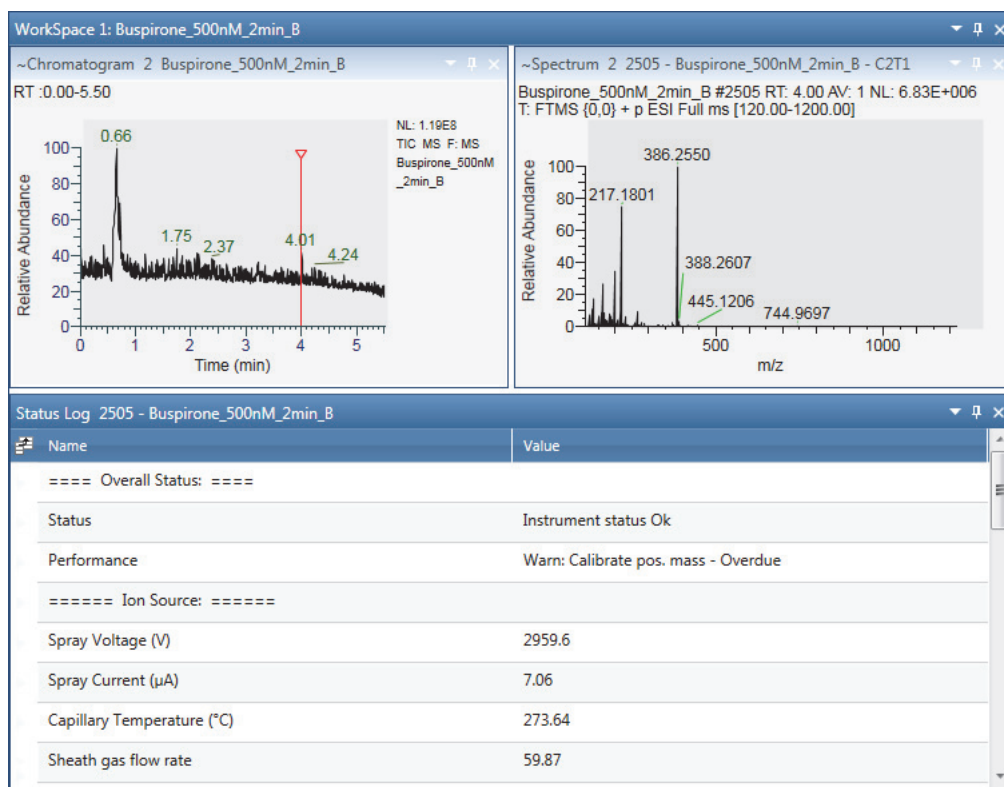 WorkSpace 1: Buspirone_500nM_2min_B
~Chromatogram 2 Buspirone_500nM_2min_B
RT :0.00-5.50
NL: 1.19E8
TIC MS F: MS
Buspirone_500nM
_2min_B
0.66
1.75
2.37
4.01
4.24
100
80
60
40
20
0
Relative Abundance
0 1 2 3 4 5
Time (min)
~Spectrum 2 2505 - Buspirone_500nM_2min_B - C2T1
Buspirone_500nM_2min_B #2505 RT: 4.00 AV: 1 NL: 6.83E+006
T: FTMS {0,0} + p ESI Full ms [120.00-1200.00]
386.2550
217.1801
388.2607
445.1206
744.9697
100
80
60
40
20
0
Relative Abundance
500 1000
m/z
Status Log 2505 - Buspirone_500nM_2min_B
Name Value
==== Overall Status: ====
Status Instrument status Ok
Performance Warn: Calibrate pos. mass - Overdue
====== Ion Source: ======
Spray Voltage (V) 2959.6
Spray Current (µA) 7.06
Capillary Temperature (°C) 273.64
Sheath gas flow rate 59.87